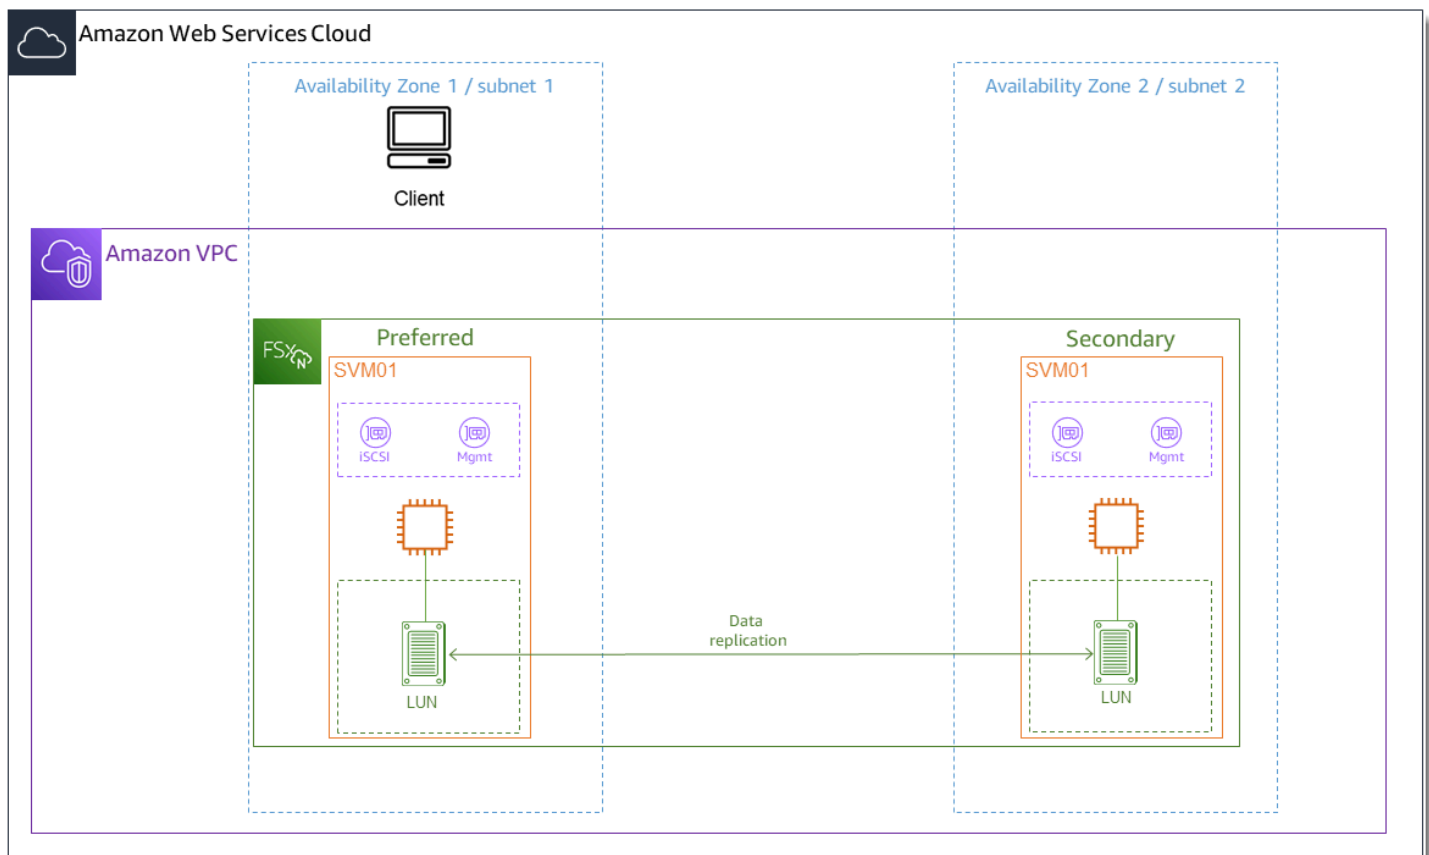 Amazon Web Services Cloud
Availability Zone 1 / subnet 1
Availability Zone 2 / subnet 2
Client
Amazon VPC
FSx
N
Preferred
Secondary
SVM01
SVM01
iSCSI
Mgmt
iSCSI
Mgmt
Data
replication
LUN
LUN